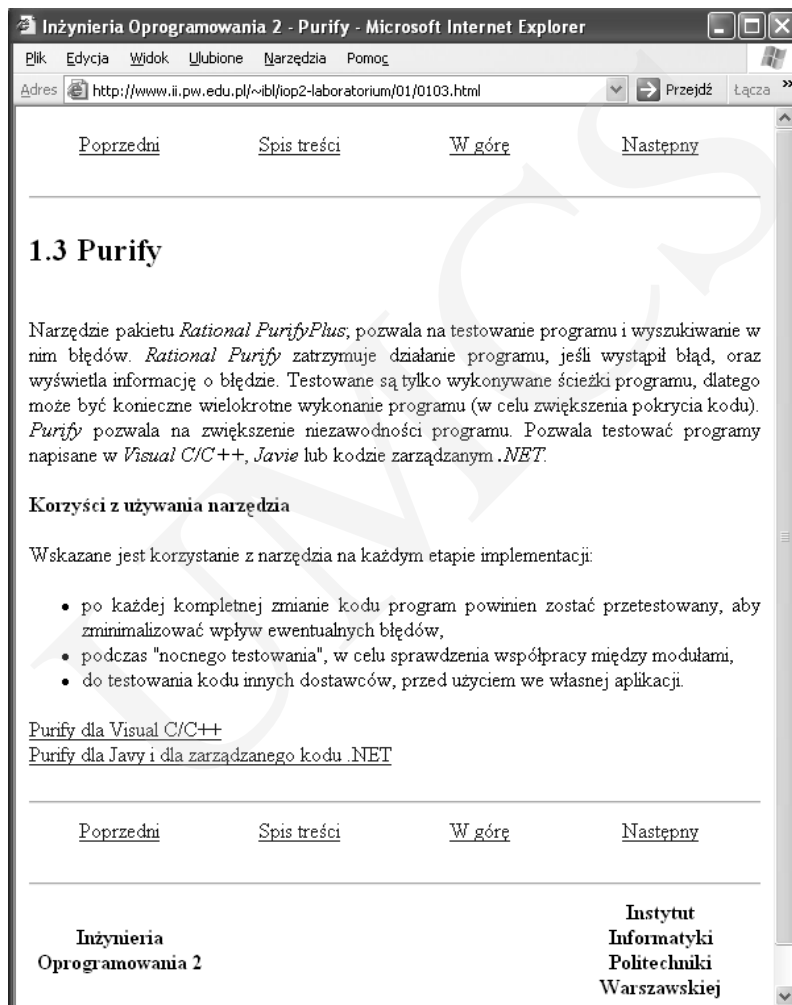 Inżynieria Oprogramowania 2 - Purify - Microsoft Internet Explorer
Plik Edycja Widok Ulubione Narzędzia Pomoc
Adres http://www.ii.pw.edu.pl/~ibl/iop2-laboratorium/01/0103.html Przejdź Łącza »
Poprzedni Spis treści W górę Następny
1.3 Purify
Narzędzie pakietu Rational PurifyPlus, pozwala na testowanie programu i wyszukiwanie w
nim błędów. Rational Purify zatrzymuje działanie programu, jeśli wystąpił błąd, oraz
wyświetla informację o błędzie. Testowane są tylko wykonywane ścieżki programu, dlatego
może być konieczne wielokrotne wykonanie programu (w celu zwiększenia pokrycia kodu).
Purify pozwala na zwiększenie niezawodności programu. Pozwala testować programy
napisane w Visual C/C++, Javie lub kodzie zarządzanym .NET.
Korzyści z używania narzędzia
Wskazane jest korzystanie z narzędzia na każdym etapie implementacji:
• po każdej kompletnej zmianie kodu program powinien zostać przetestowany, aby
zminimalizować wpływ ewentualnych błędów,
• podczas "nocnego testowania", w celu sprawdzenia współpracy między modułami,
• do testowania kodu innych dostawców, przed użyciem we własnej aplikacji.
Purify dla Visual C/C++
Purify dla Javy i dla zarządzanego kodu .NET
Poprzedni Spis treści W górę Następny
Inżynieria
Oprogramowania 2
Instytut
Informatyki
Politechniki
Warszawskiej
UMCS